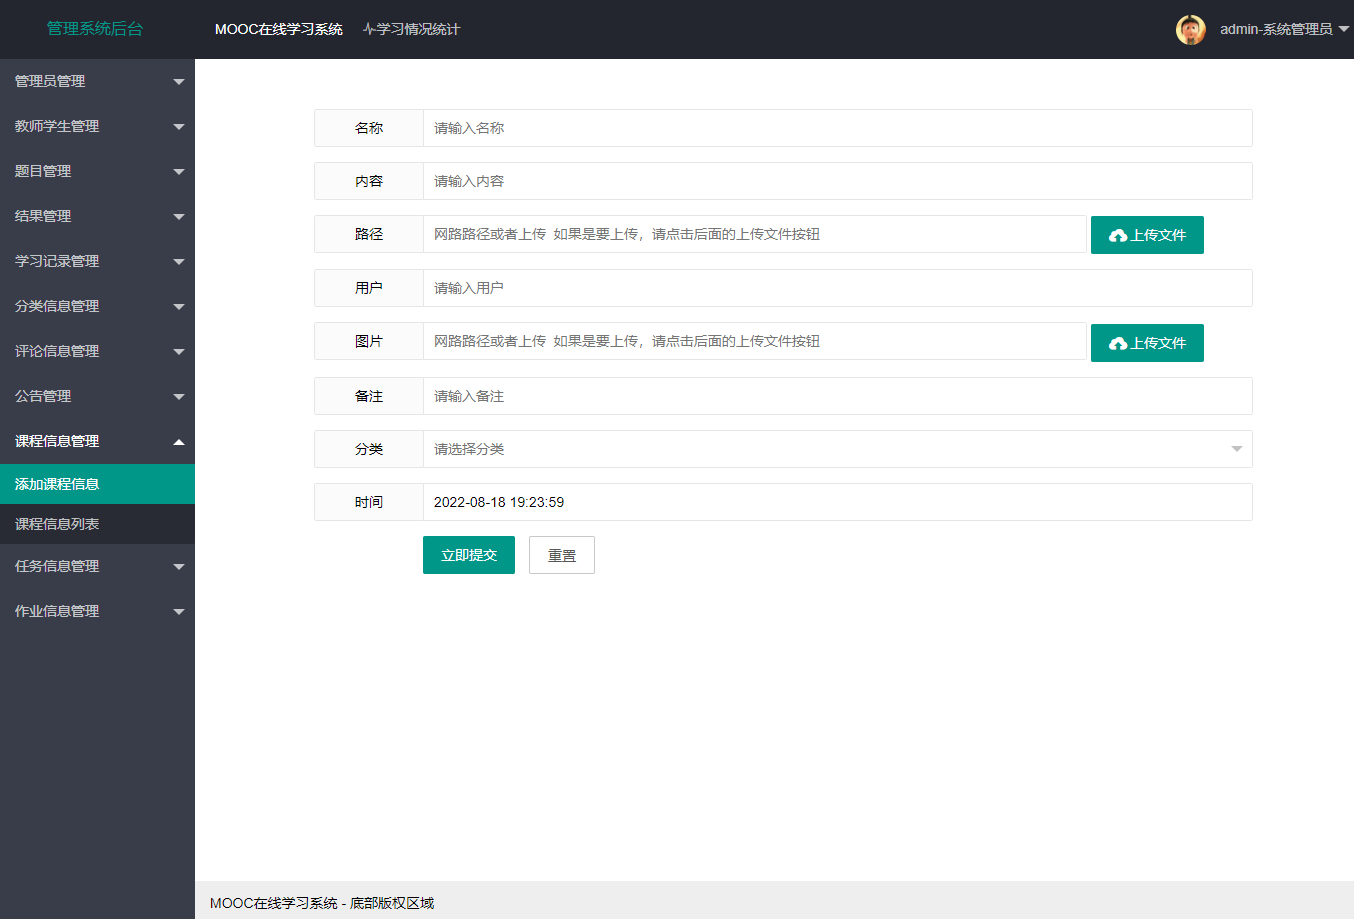 管理系统后台
MOOC在线学习系统
学习情况统计
admin-系统管理员
管理员管理
教师学生管理
题目管理
结果管理
学习记录管理
分类信息管理
评论信息管理
公告管理
课程信息管理
添加课程信息
课程信息列表
任务信息管理
作业信息管理
名称 请输入名称
内容 请输入内容
路径 网路路径或者上传 如果是要上传，请点击后面的上传文件按钮 上传文件
用户 请输入用户
图片 网路路径或者上传 如果是要上传，请点击后面的上传文件按钮 上传文件
备注 请输入备注
分类 请选择分类
时间 2022-08-18 19:23:59
立即提交 重置
MOOC在线学习系统 - 底部版权区域